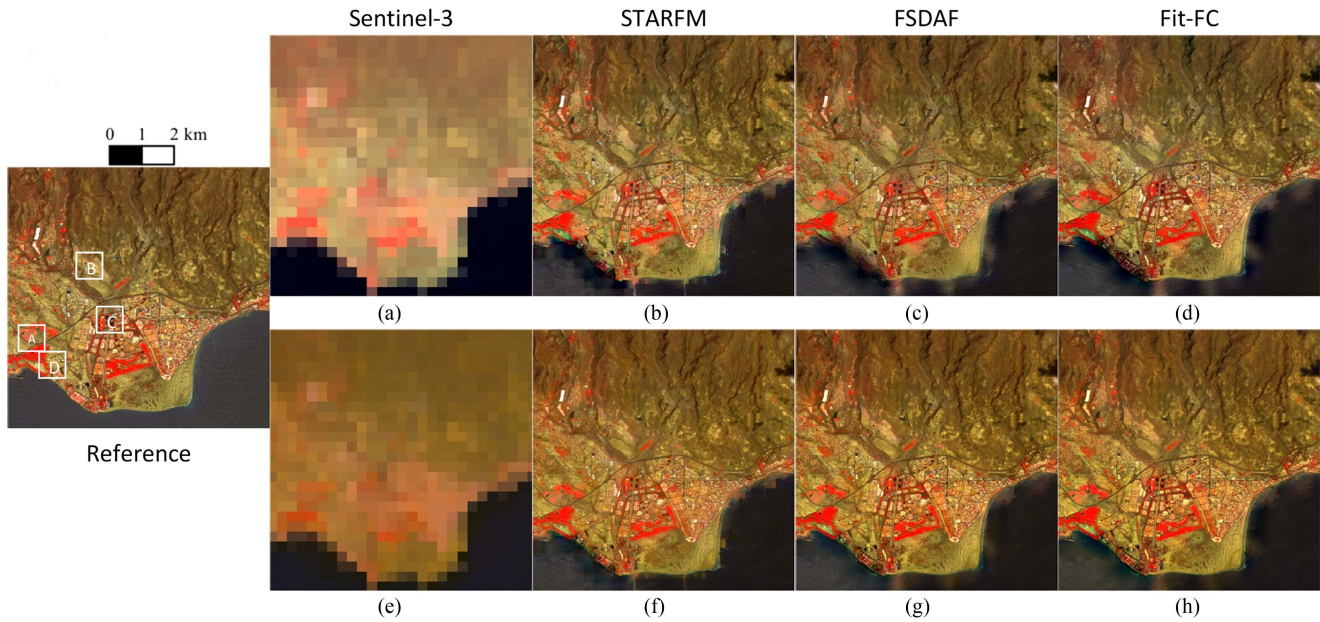 Sentinel-3 STARFM FSDAF Fit-FC
0 1 2 km
B
C
A
D
(a) (b) (c) (d)
Reference
(e) (f) (g) (h)